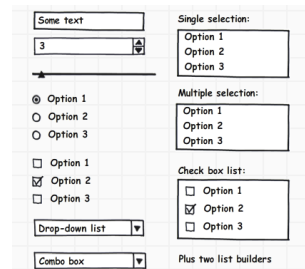 Some text
3
Option 1
Option 2
Option 3
Option 1
Option 2
Option 3
Drop-down list
Combo box
Single selection:
Option 1
Option 2
Option 3
Multiple selection:
Option 1
Option 2
Option 3
Check box list:
Option 1
Option 2
Option 3
Plus two list builders